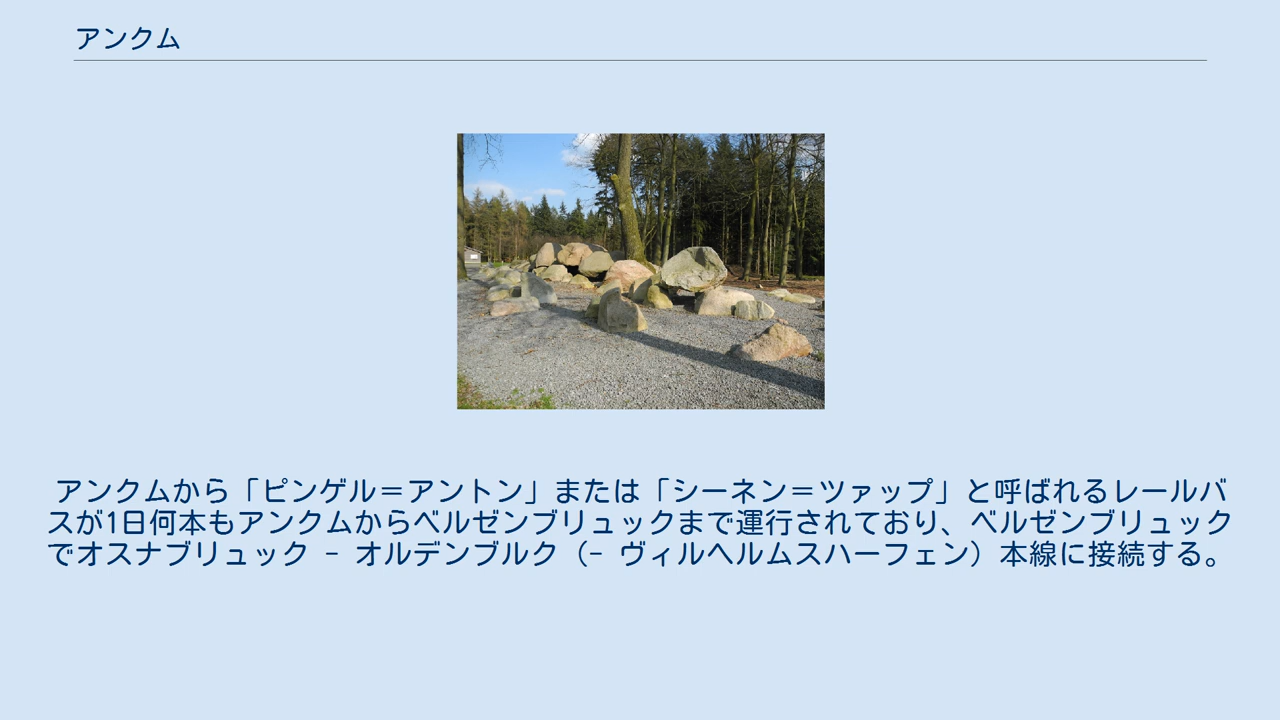 アンクム
アンクムから「ピンゲル＝アントン」または「シーネン＝ツァップ」と呼ばれるレールバ
スが1日何本もアンクムからベルゼンブリュックまで運行されており、ベルゼンブリュック
でオスナブリュック - オルデンブルク（- ヴィルヘルムスハーフェン）本線に接続する。